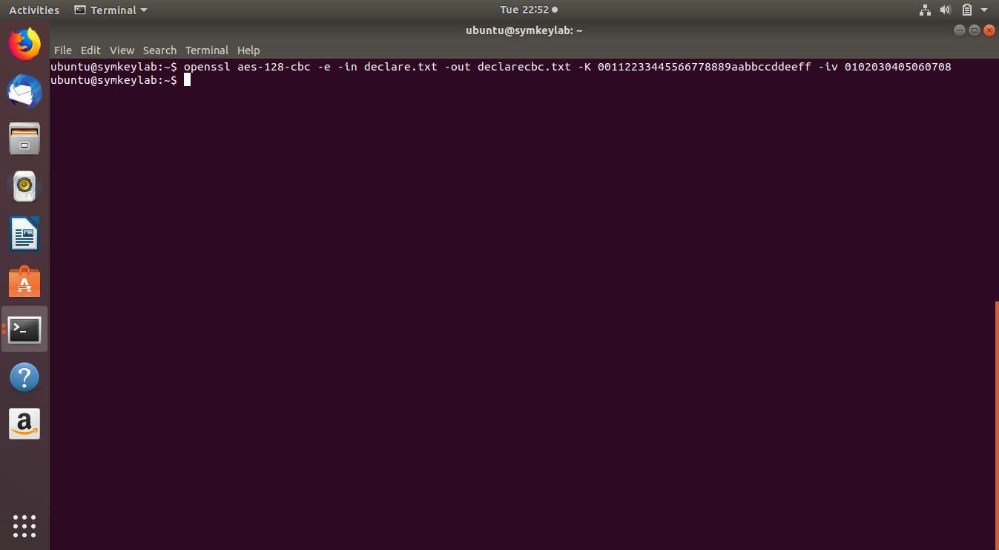 Activities Terminal Tue 22:52
ubuntu@symkeylab: ~
File Edit View Search Terminal Help
ubuntu@symkeylab:~$ openssl aes-128-cbc -e -in declare.txt -out declarecbc.txt -K 00112233445566778889aabbccddeeff -iv 0102030405060708
ubuntu@symkeylab:~$